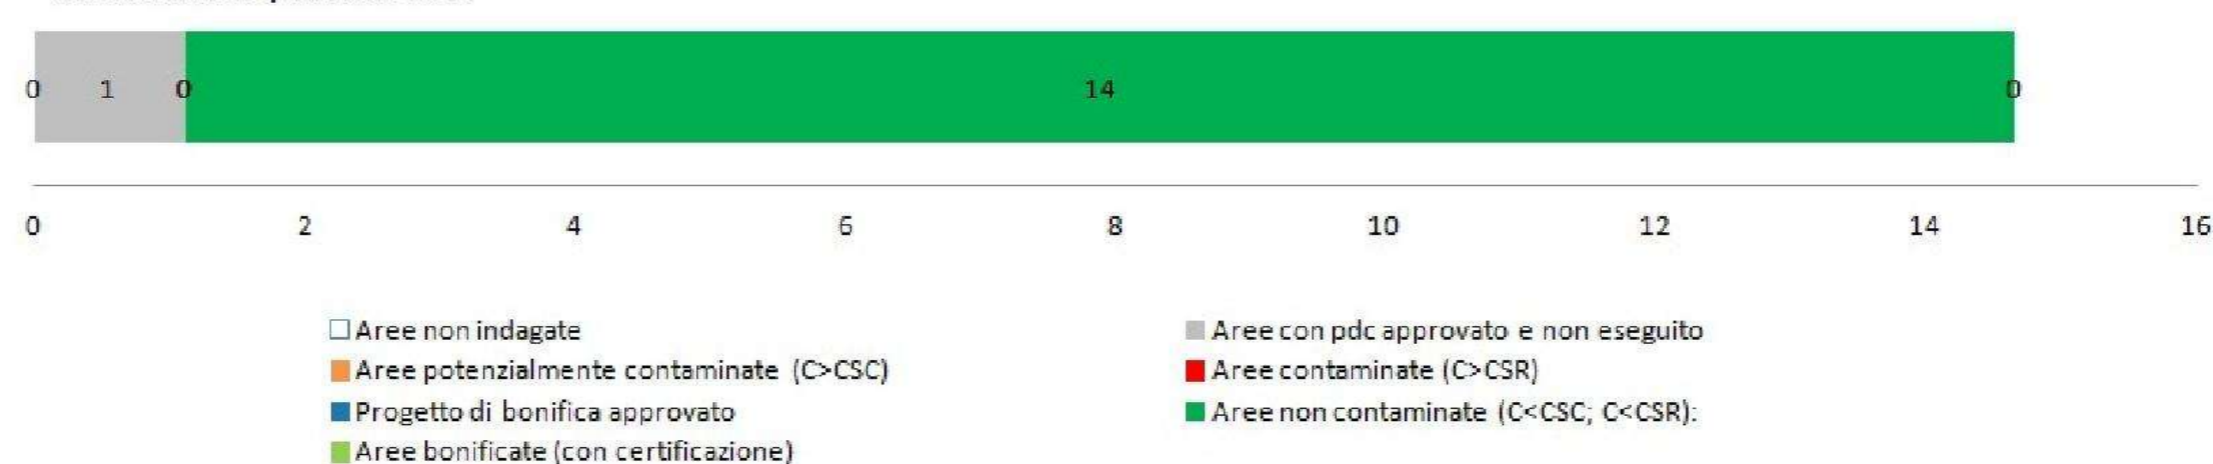 0 1 0 14 0
0 2 4 6 8 10 12 14 16
Aree non indagate
Aree con pdc approvato e non eseguito
Aree potenzialmente contaminate (C>CSC)
Aree contaminate (C>CSR)
Progetto di bonifica approvato
Aree non contaminate (C<CSC; C<CSR):
Aree bonificate (con certificazione)